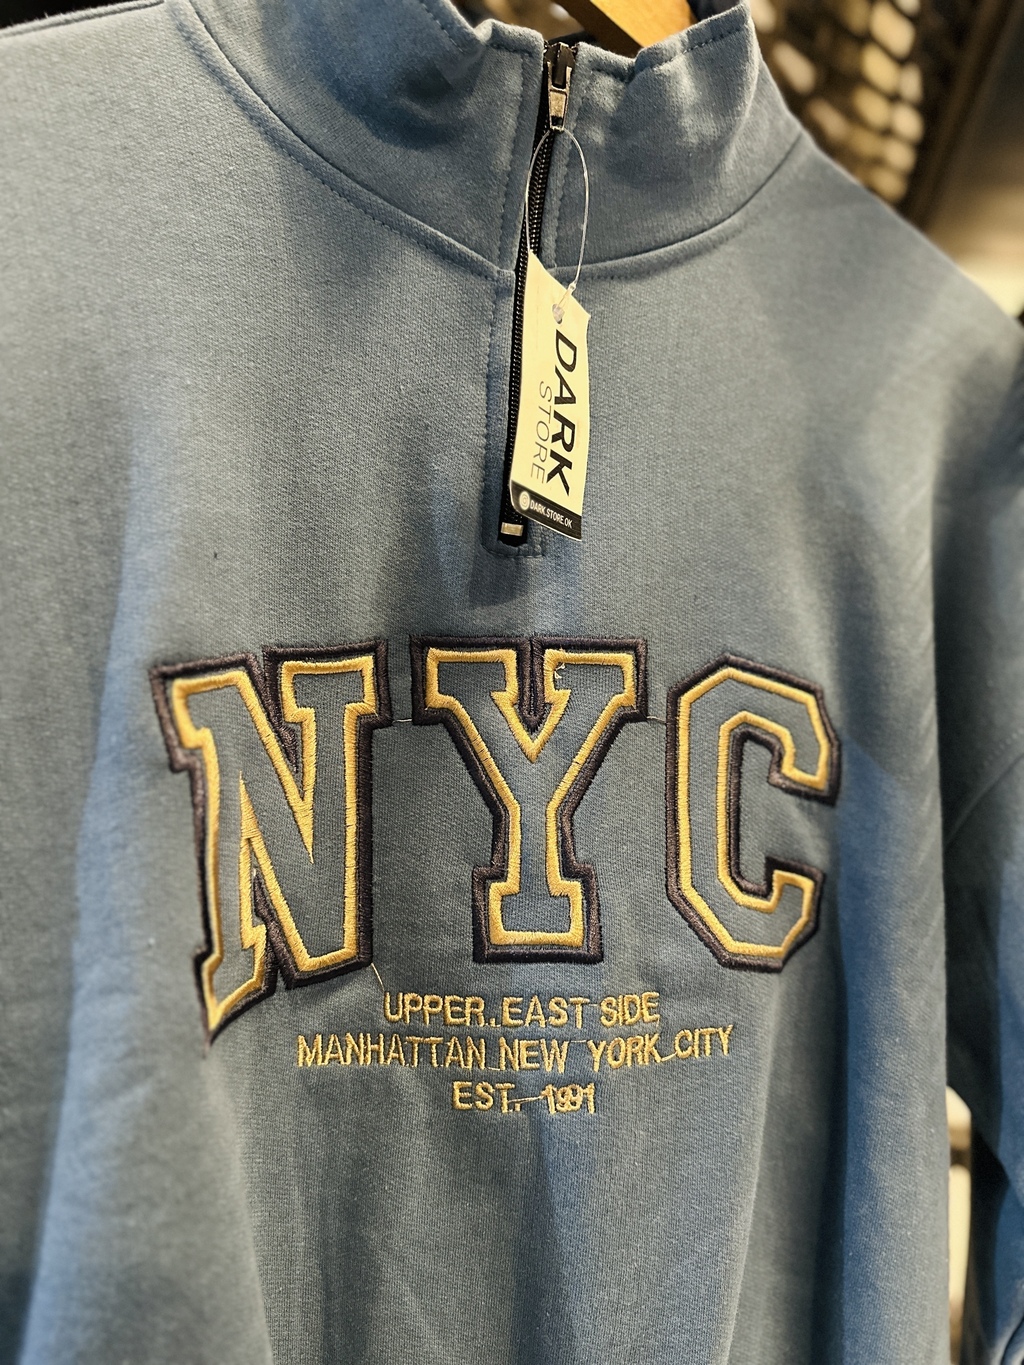 DARK
STORE
DARK.STORE.OK
NYC
UPPER EAST SIDE
MANHATTAN NEW YORK CITY
EST. 1991